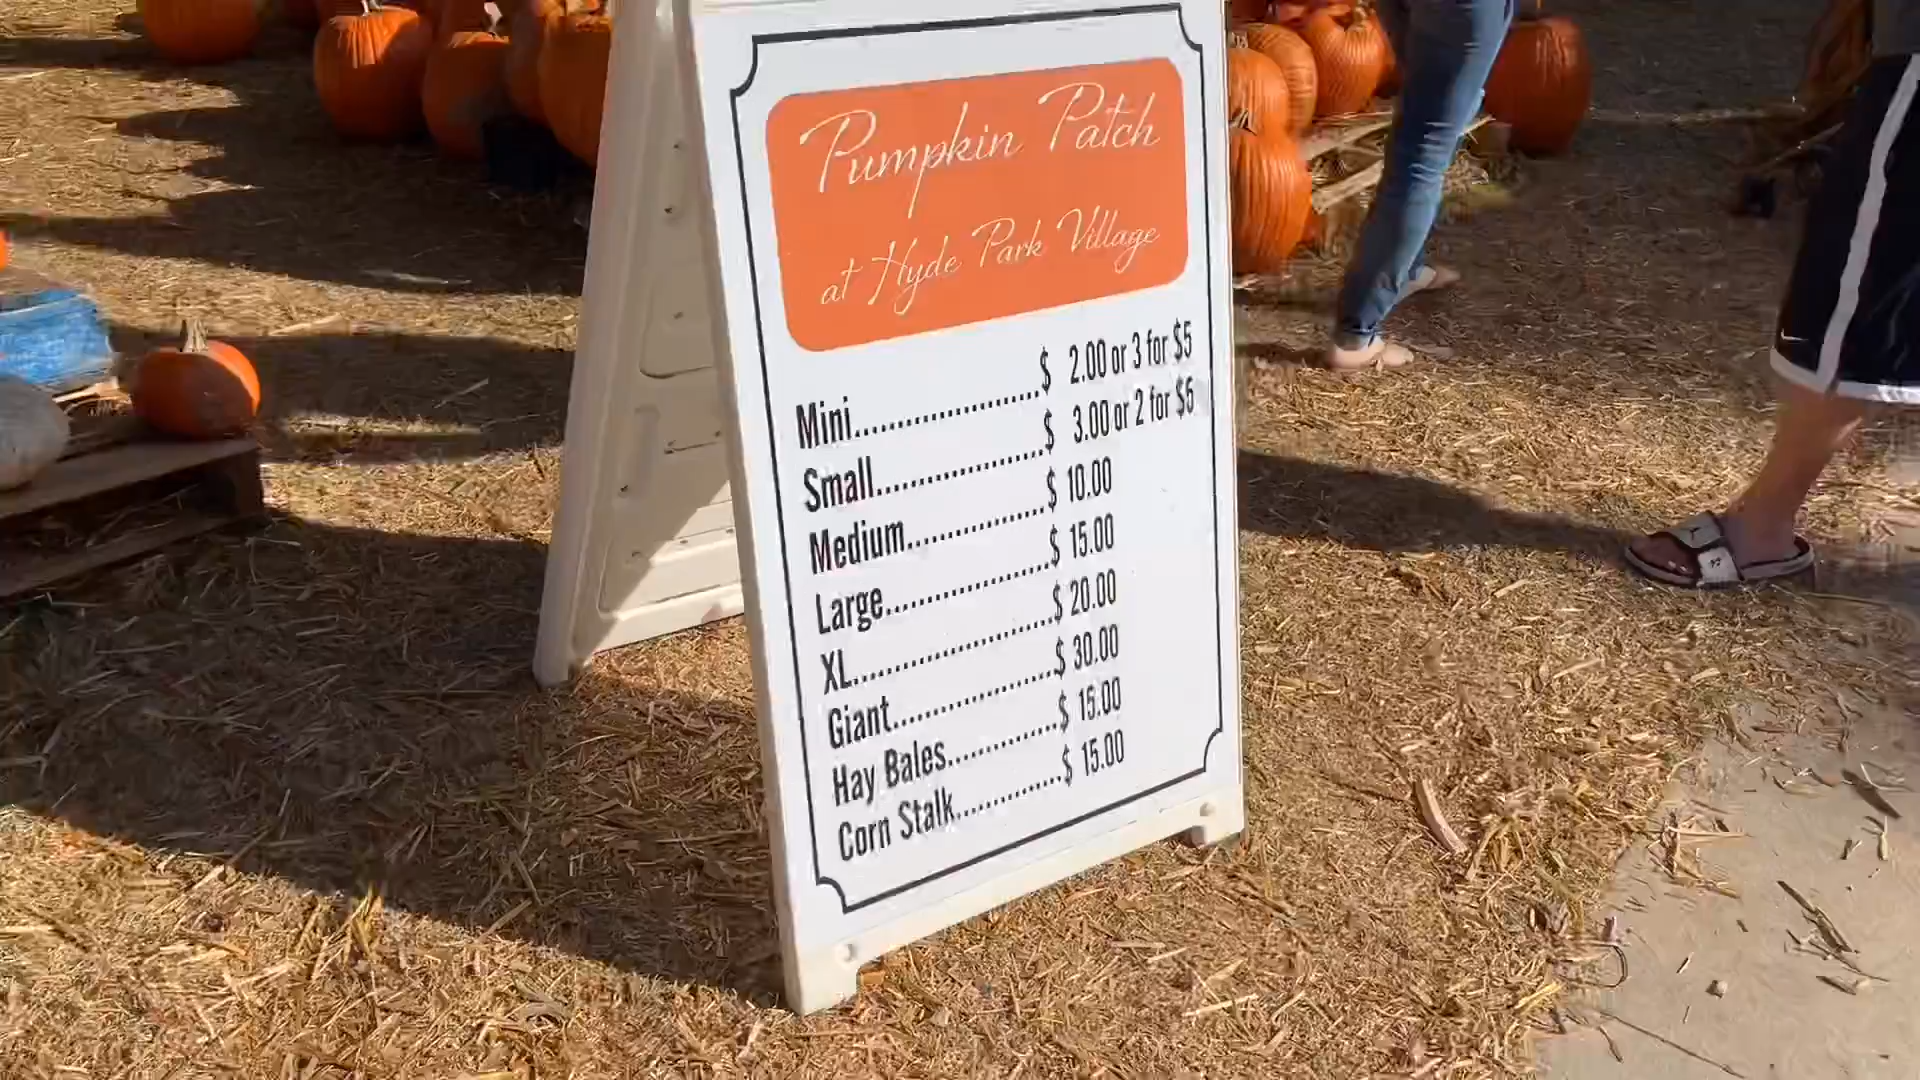 Pumpkin Patch
at Hyde Park Village
Mini....................$ 2.00 or 3 for $5
Small..................$ 3.00 or 2 for $5
Medium...............$ 10.00
Large..................$ 15.00
XL......................$ 20.00
Giant..................$ 30.00
Hay Bales............$ 15.00
Corn Stalk............$ 15.00